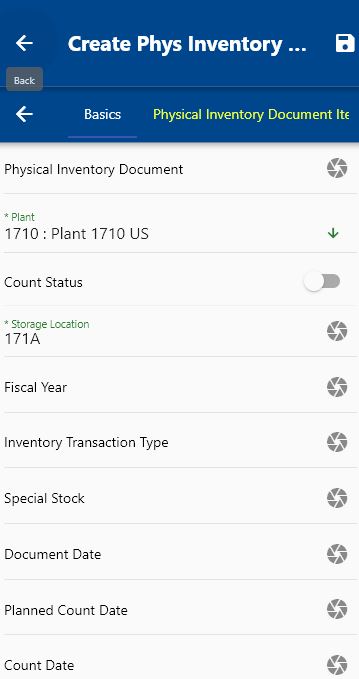 Create Phys Inventory ...
Back
Basics
Physical Inventory Document Ite
Physical Inventory Document
* Plant
1710 : Plant 1710 US
Count Status
* Storage Location
171A
Fiscal Year
Inventory Transaction Type
Special Stock
Document Date
Planned Count Date
Count Date